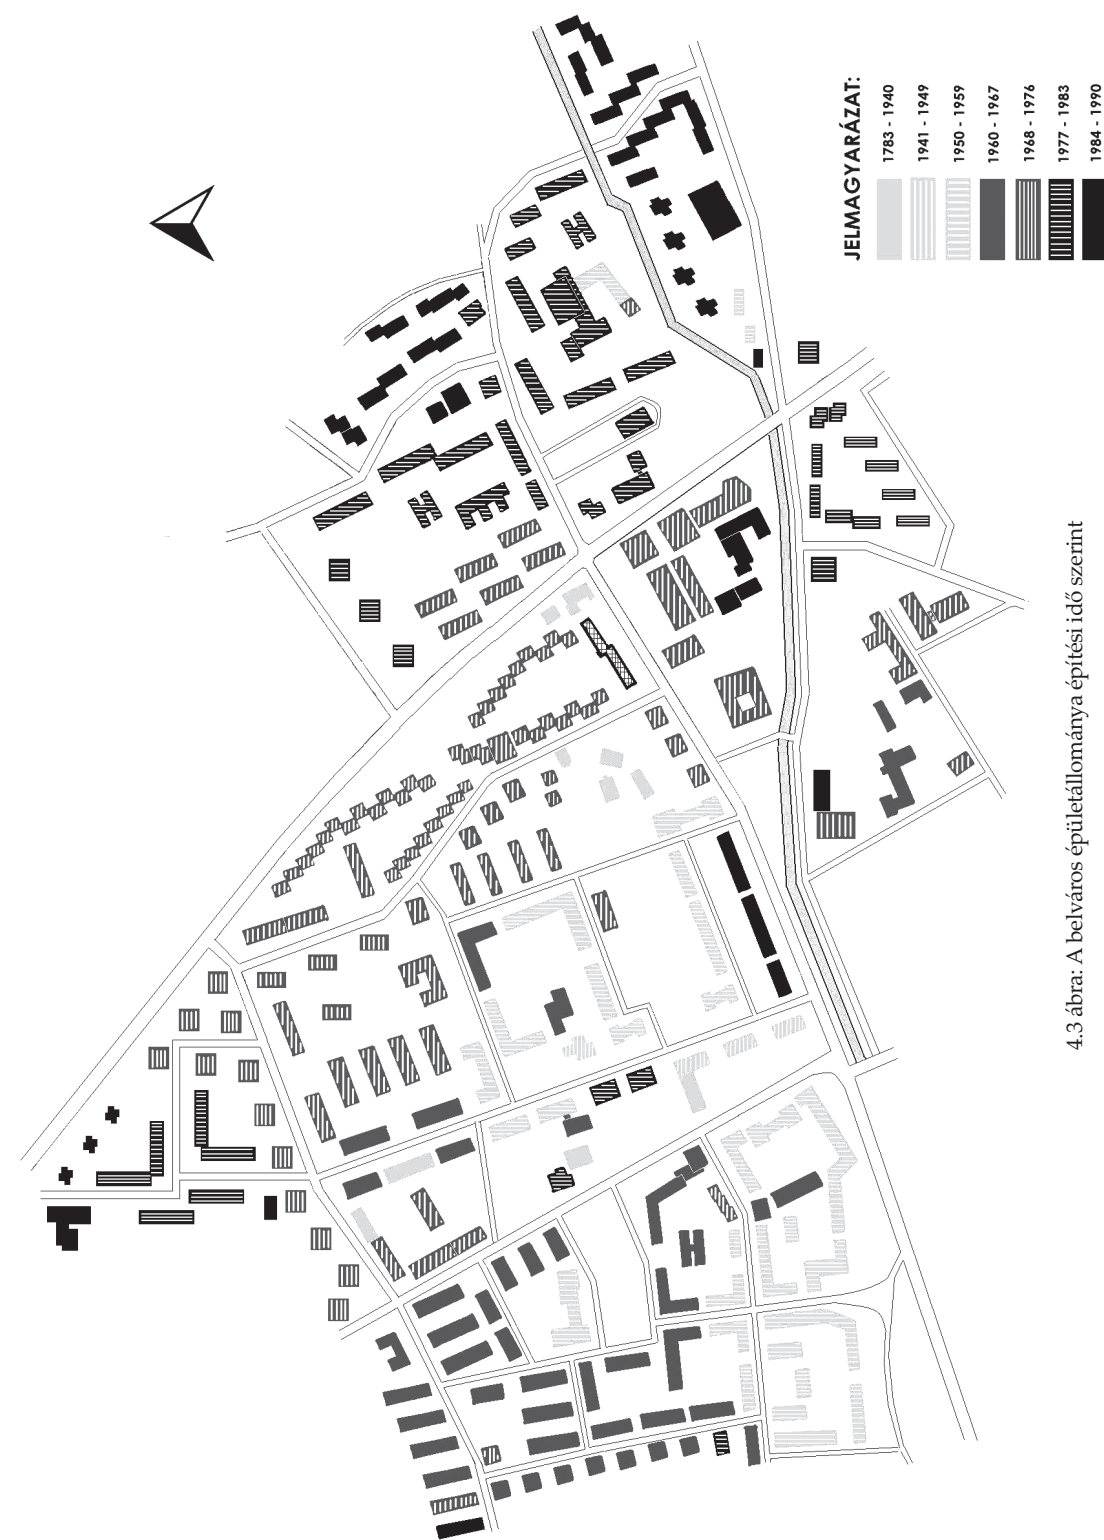 JELMAGYARÁZAT:
1783 - 1940
1941 - 1949
1950 - 1959
1960 - 1967
1968 - 1976
1977 - 1983
1984 - 1990
4.3 ábra: A belváros épületállománya építési idő szerint